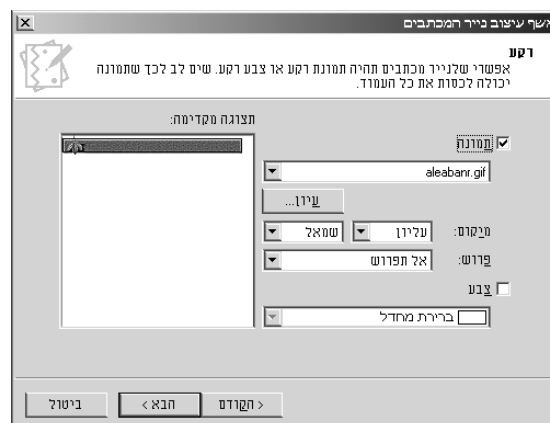 אשף עיצוב נייר המכתבים
רקע
אפשרי שלנייר מכתבים תהיה תמונת רקע או צבע רקע. שים לב לכך שתמונה
יכולה לכסות את כל העמוד.
תצוגה מקדימה:
תמונה
aleabanr.gif
עיון...
מיקום: עליון שמאל
פרוש: אל תפרוש
צבע
ברירת מחדל
< הקודם הבא > ביטול